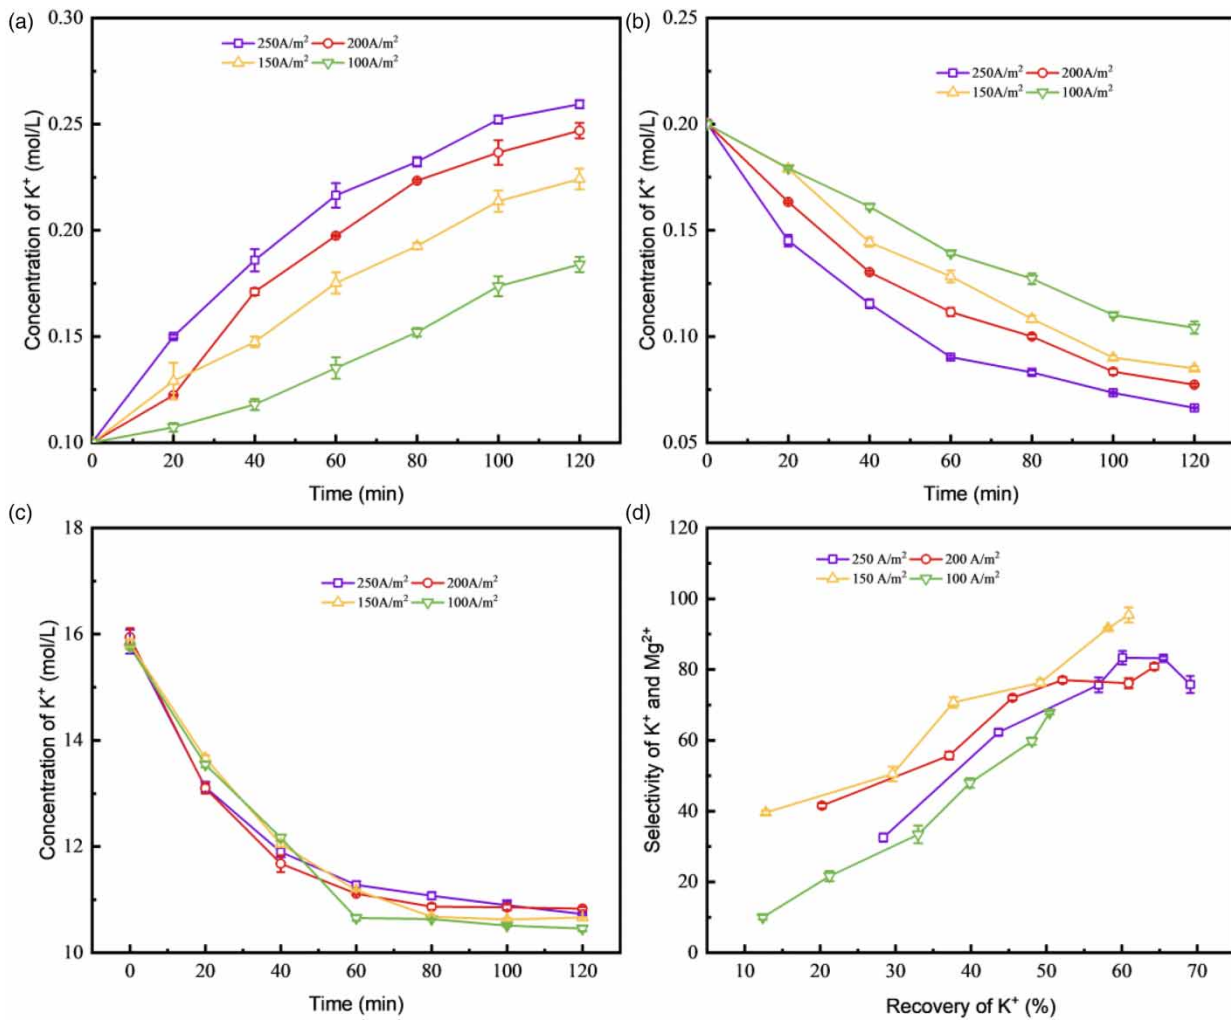 (a)
0.30
0.25
0.20
0.15
0.10
Concentration of K⁺ (mol/L)
250A/m² 200A/m²
150A/m² 100A/m²
0 20 40 60 80 100 120
Time (min)
(b)
0.25
0.20
0.15
0.10
0.05
Concentration of K⁺ (mol/L)
250A/m² 200A/m²
150A/m² 100A/m²
0 20 40 60 80 100 120
Time (min)
(c)
18
16
14
12
10
Concentration of K⁺ (mol/L)
250A/m² 200A/m²
150A/m² 100A/m²
0 20 40 60 80 100 120
Time (min)
(d)
120
100
80
60
40
20
0
Selectivity of K⁺ and Mg²⁺
250 A/m² 200 A/m²
150 A/m² 100 A/m²
10 20 30 40 50 60 70
Recovery of K⁺ (%)